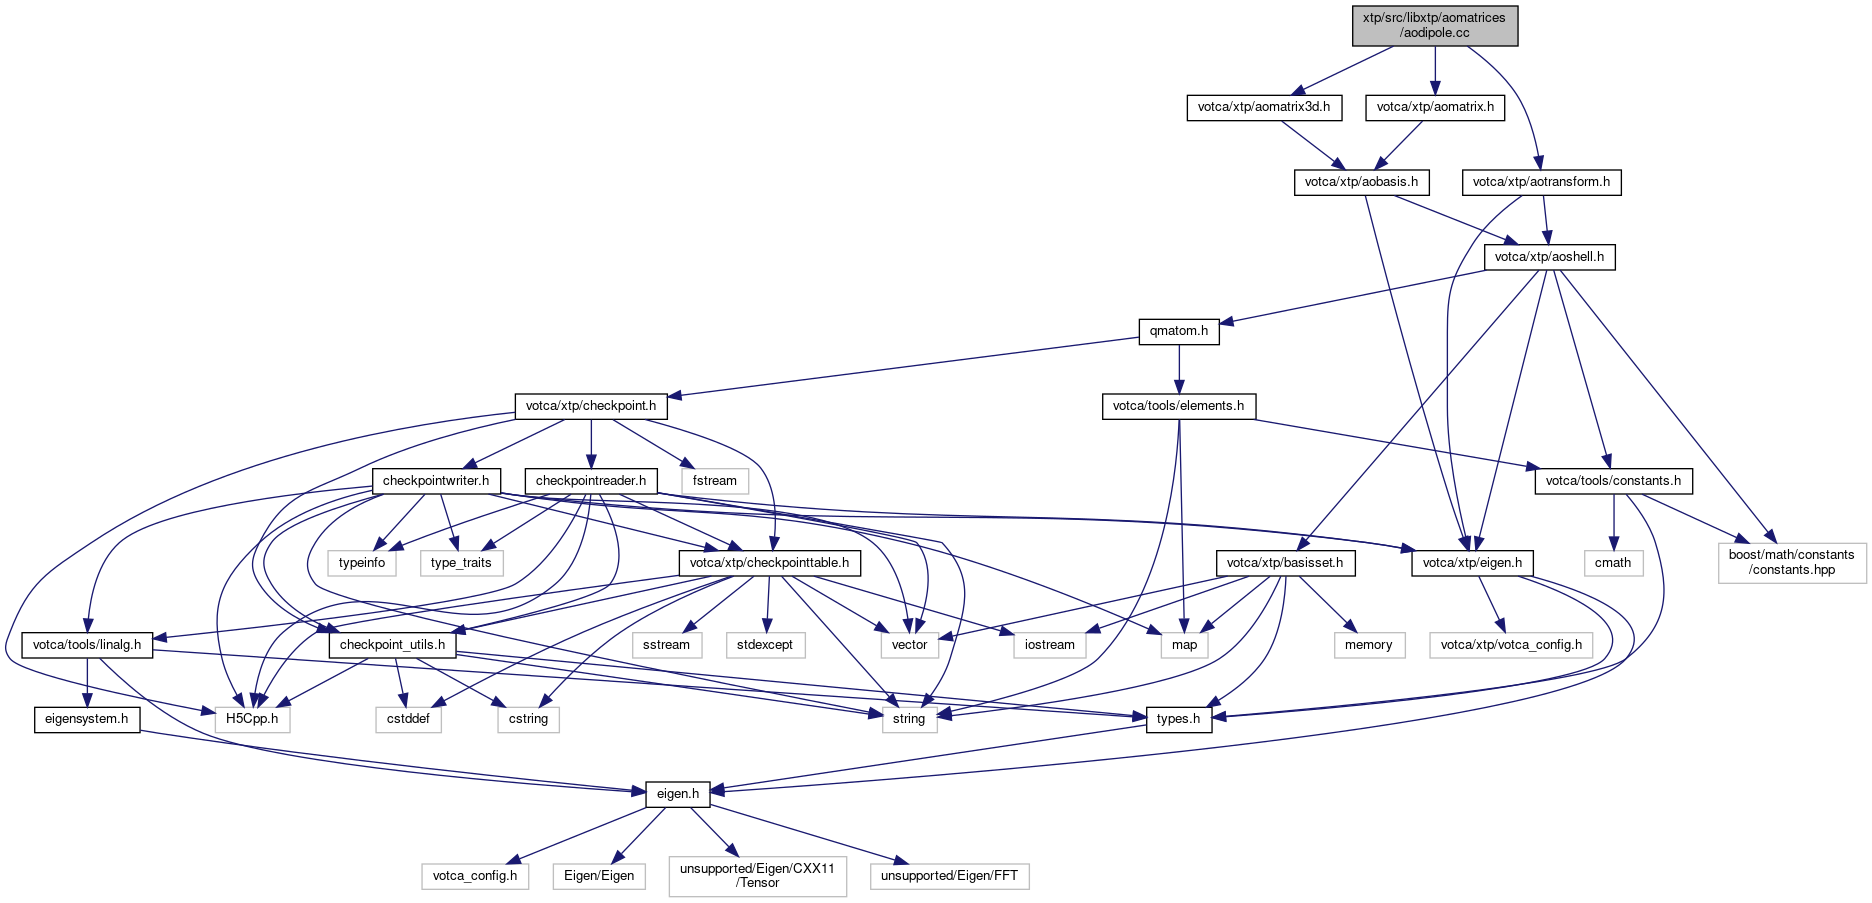 xtp/src/libxtp/aomatrices
/aodipole.cc
votca/xtp/aomatrix3d.h
votca/xtp/aomatrix.h
votca/xtp/aobasis.h
votca/xtp/aotransform.h
votca/xtp/aoshell.h
qmatom.h
votca/xtp/checkpoint.h
votca/tools/elements.h
checkpointwriter.h
checkpointreader.h
fstream
votca/tools/constants.h
typeinfo
type_traits
votca/xtp/checkpointtable.h
votca/xtp/basisset.h
votca/xtp/eigen.h
cmath
boost/math/constants
/constants.hpp
votca/tools/linalg.h
checkpoint_utils.h
sstream
stdexcept
vector
iostream
map
memory
votca/xtp/votca_config.h
eigensystem.h
H5Cpp.h
cstddef
cstring
string
types.h
eigen.h
votca_config.h
Eigen/Eigen
unsupported/Eigen/CXX11
/Tensor
unsupported/Eigen/FFT